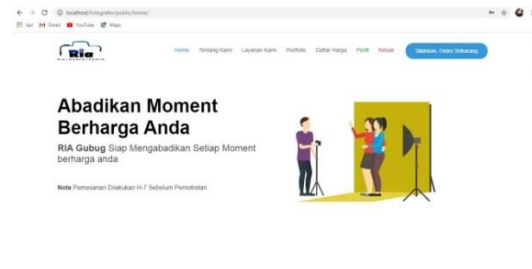 localhost/fotografer/public/home/
Apl Gmail YouTube Maps
Ria
Home Tentang Kami Layanan Kami Portfolio Daftar Harga Profil Keluar Silahkan, Order Sekarang
Abadikan Moment
Berharga Anda
RIA Gubug Siap Mengabadikan Setiap Moment
berharga anda
Note Pemesanan Dilakukan H-7 Sebelum Pemotretan